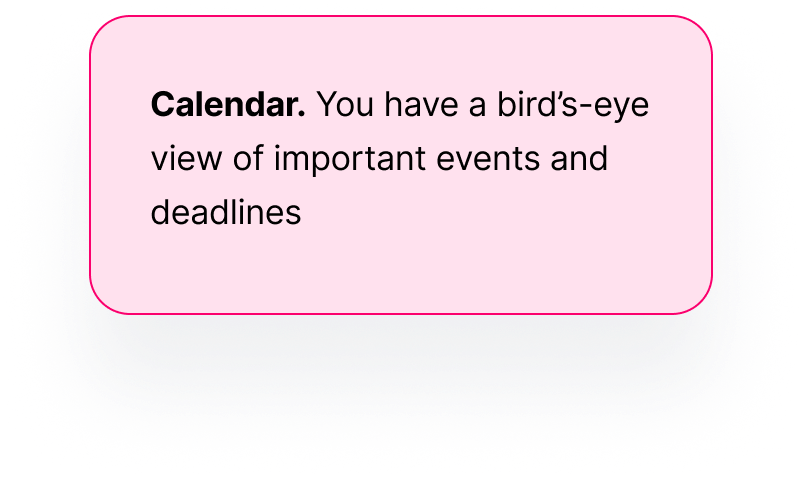 Calendar. You have a bird’s-eye
view of important events and
deadlines